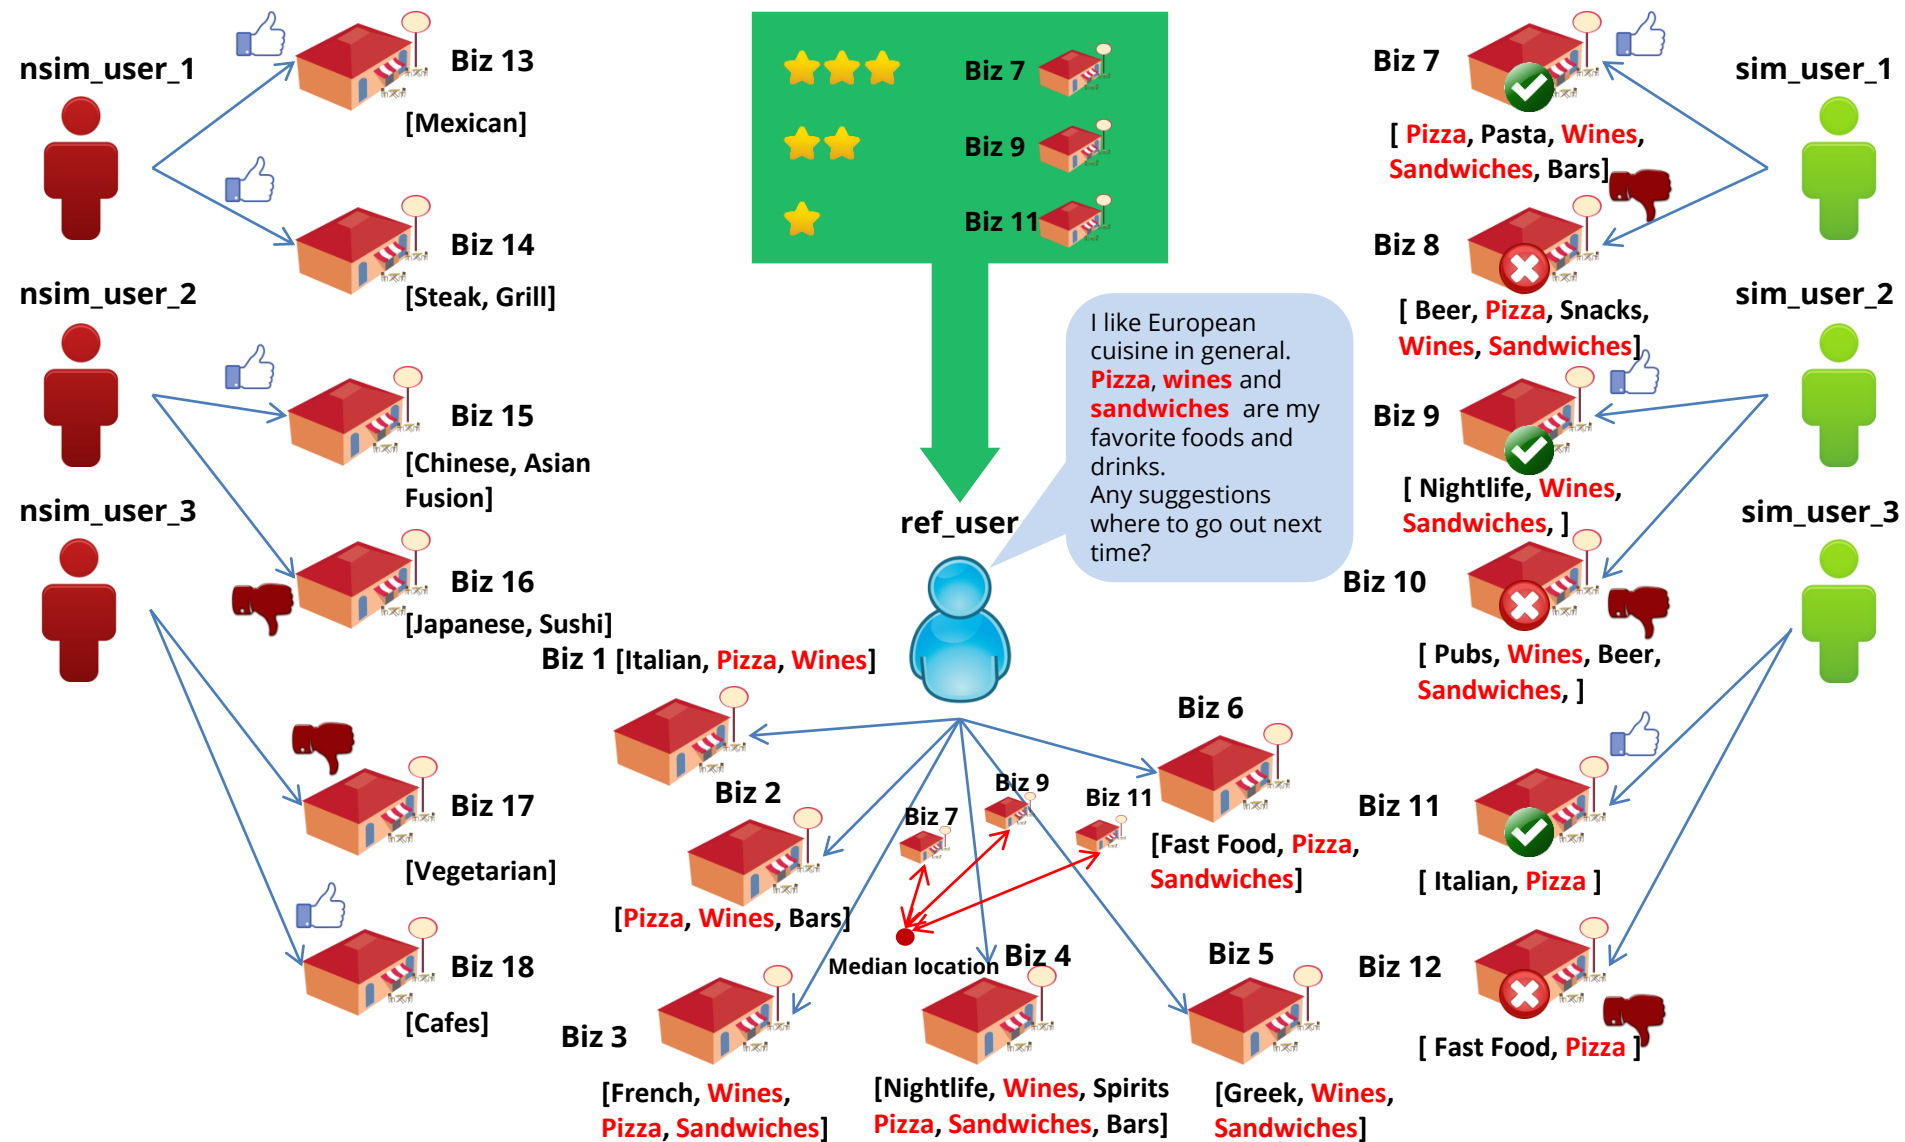 nsim_user_1
Biz 13
[Mexican]
Biz 14
[Steak, Grill]
nsim_user_2
Biz 15
[Chinese, Asian
Fusion]
Biz 16
[Japanese, Sushi]
nsim_user_3
Biz 17
[Vegetarian]
Biz 18
[Cafes]
Biz 7
Biz 9
Biz 11
I like European
cuisine in general.
Pizza, wines and
sandwiches are my
favorite foods and
drinks.
Any suggestions
where to go out next
time?
ref_user
Biz 1 [Italian, Pizza, Wines]
Biz 2
[Pizza, Wines, Bars]
Biz 7
Biz 9
Biz 11
Median location
Biz 6
[Fast Food, Pizza,
Sandwiches]
Biz 3
[French, Wines,
Pizza, Sandwiches]
Biz 4
[Nightlife, Wines, Spirits
Pizza, Sandwiches, Bars]
Biz 5
[Greek, Wines,
Sandwiches]
sim_user_1
Biz 7
[ Pizza, Pasta, Wines,
Sandwiches, Bars]
Biz 8
[ Beer, Pizza, Snacks,
Wines, Sandwiches]
sim_user_2
Biz 9
[ Nightlife, Wines,
Sandwiches, ]
Biz 10
[ Pubs, Wines, Beer,
Sandwiches, ]
sim_user_3
Biz 11
[ Italian, Pizza ]
Biz 12
[ Fast Food, Pizza ]